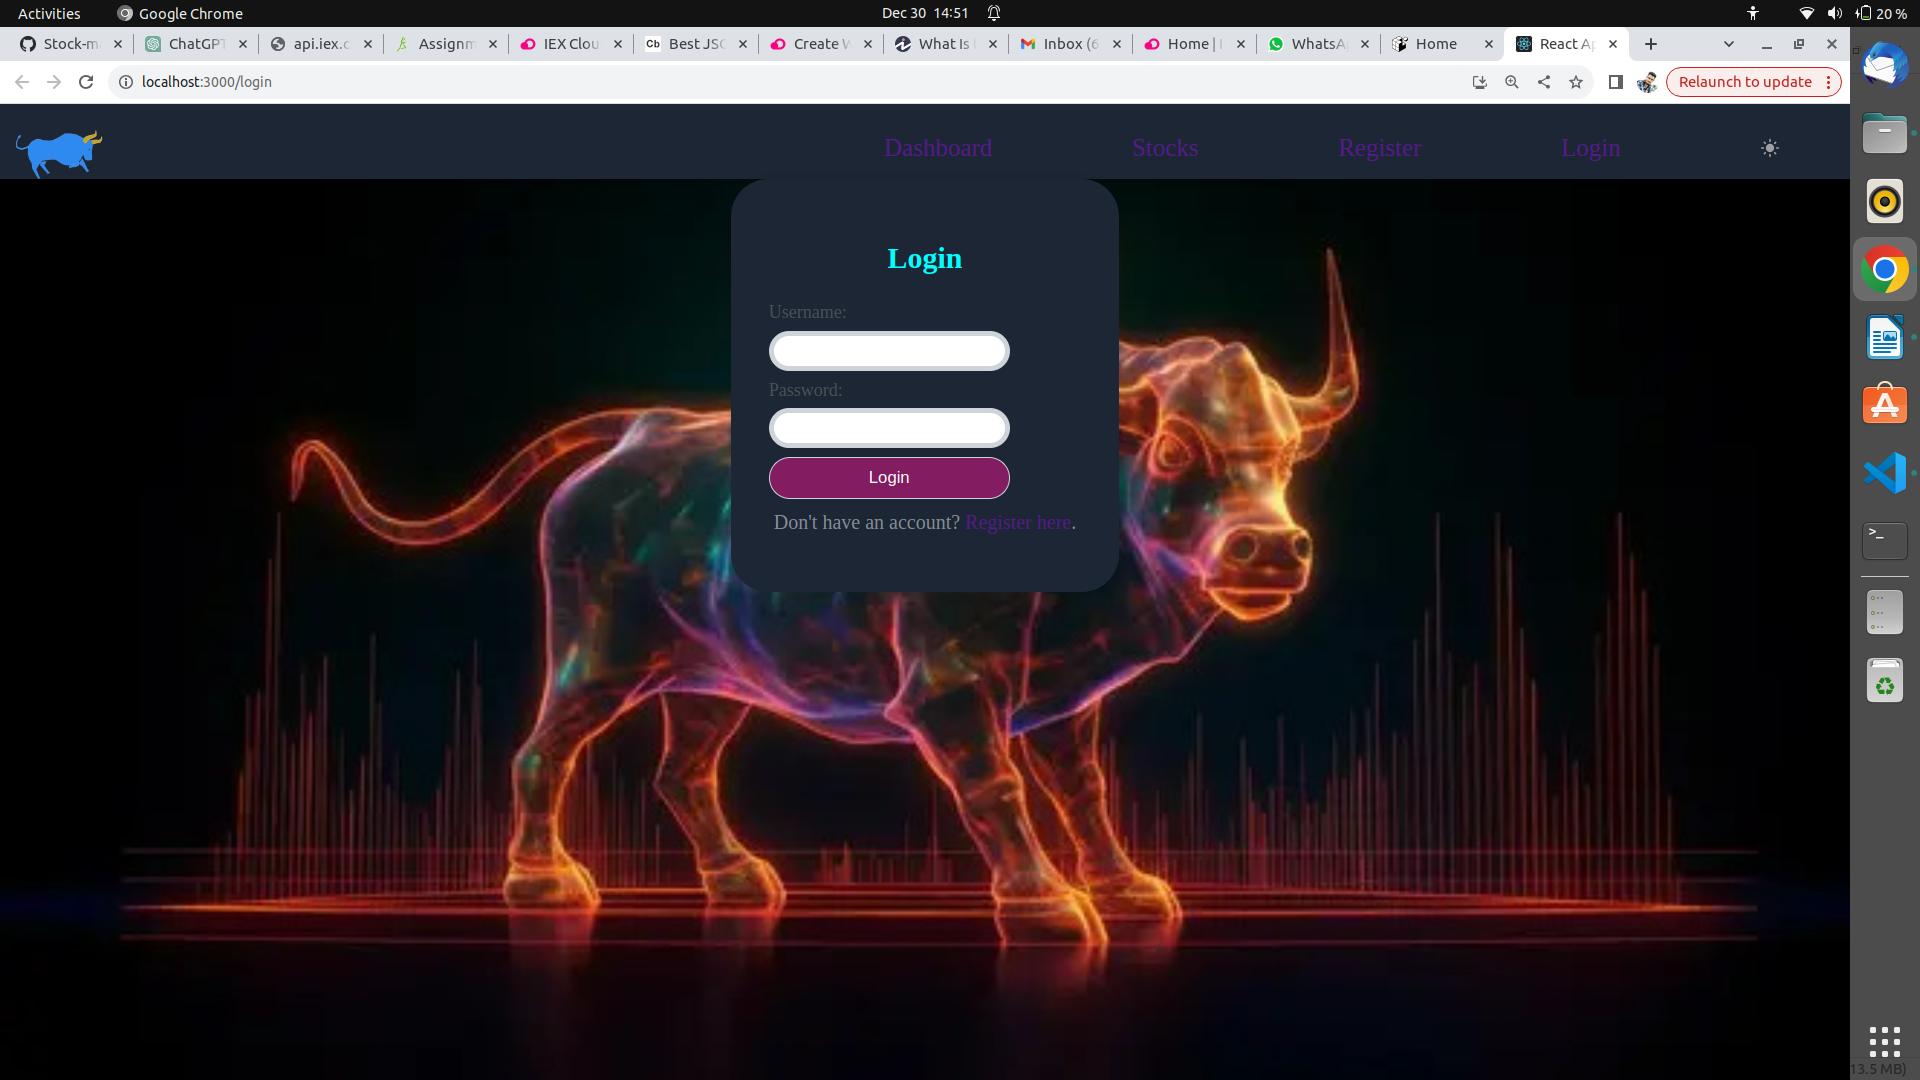 Activities Google Chrome Dec 30 14:51 20 %
Stock-m ChatGPT api.iex.c Assignm IEX Clou Best JSO Create W What Is Inbox (6 Home | WhatsA Home React Ap
localhost:3000/login Relaunch to update
Dashboard Stocks Register Login
Login
Username:
Password:
Login
Don't have an account? Register here.
13.5 MB)